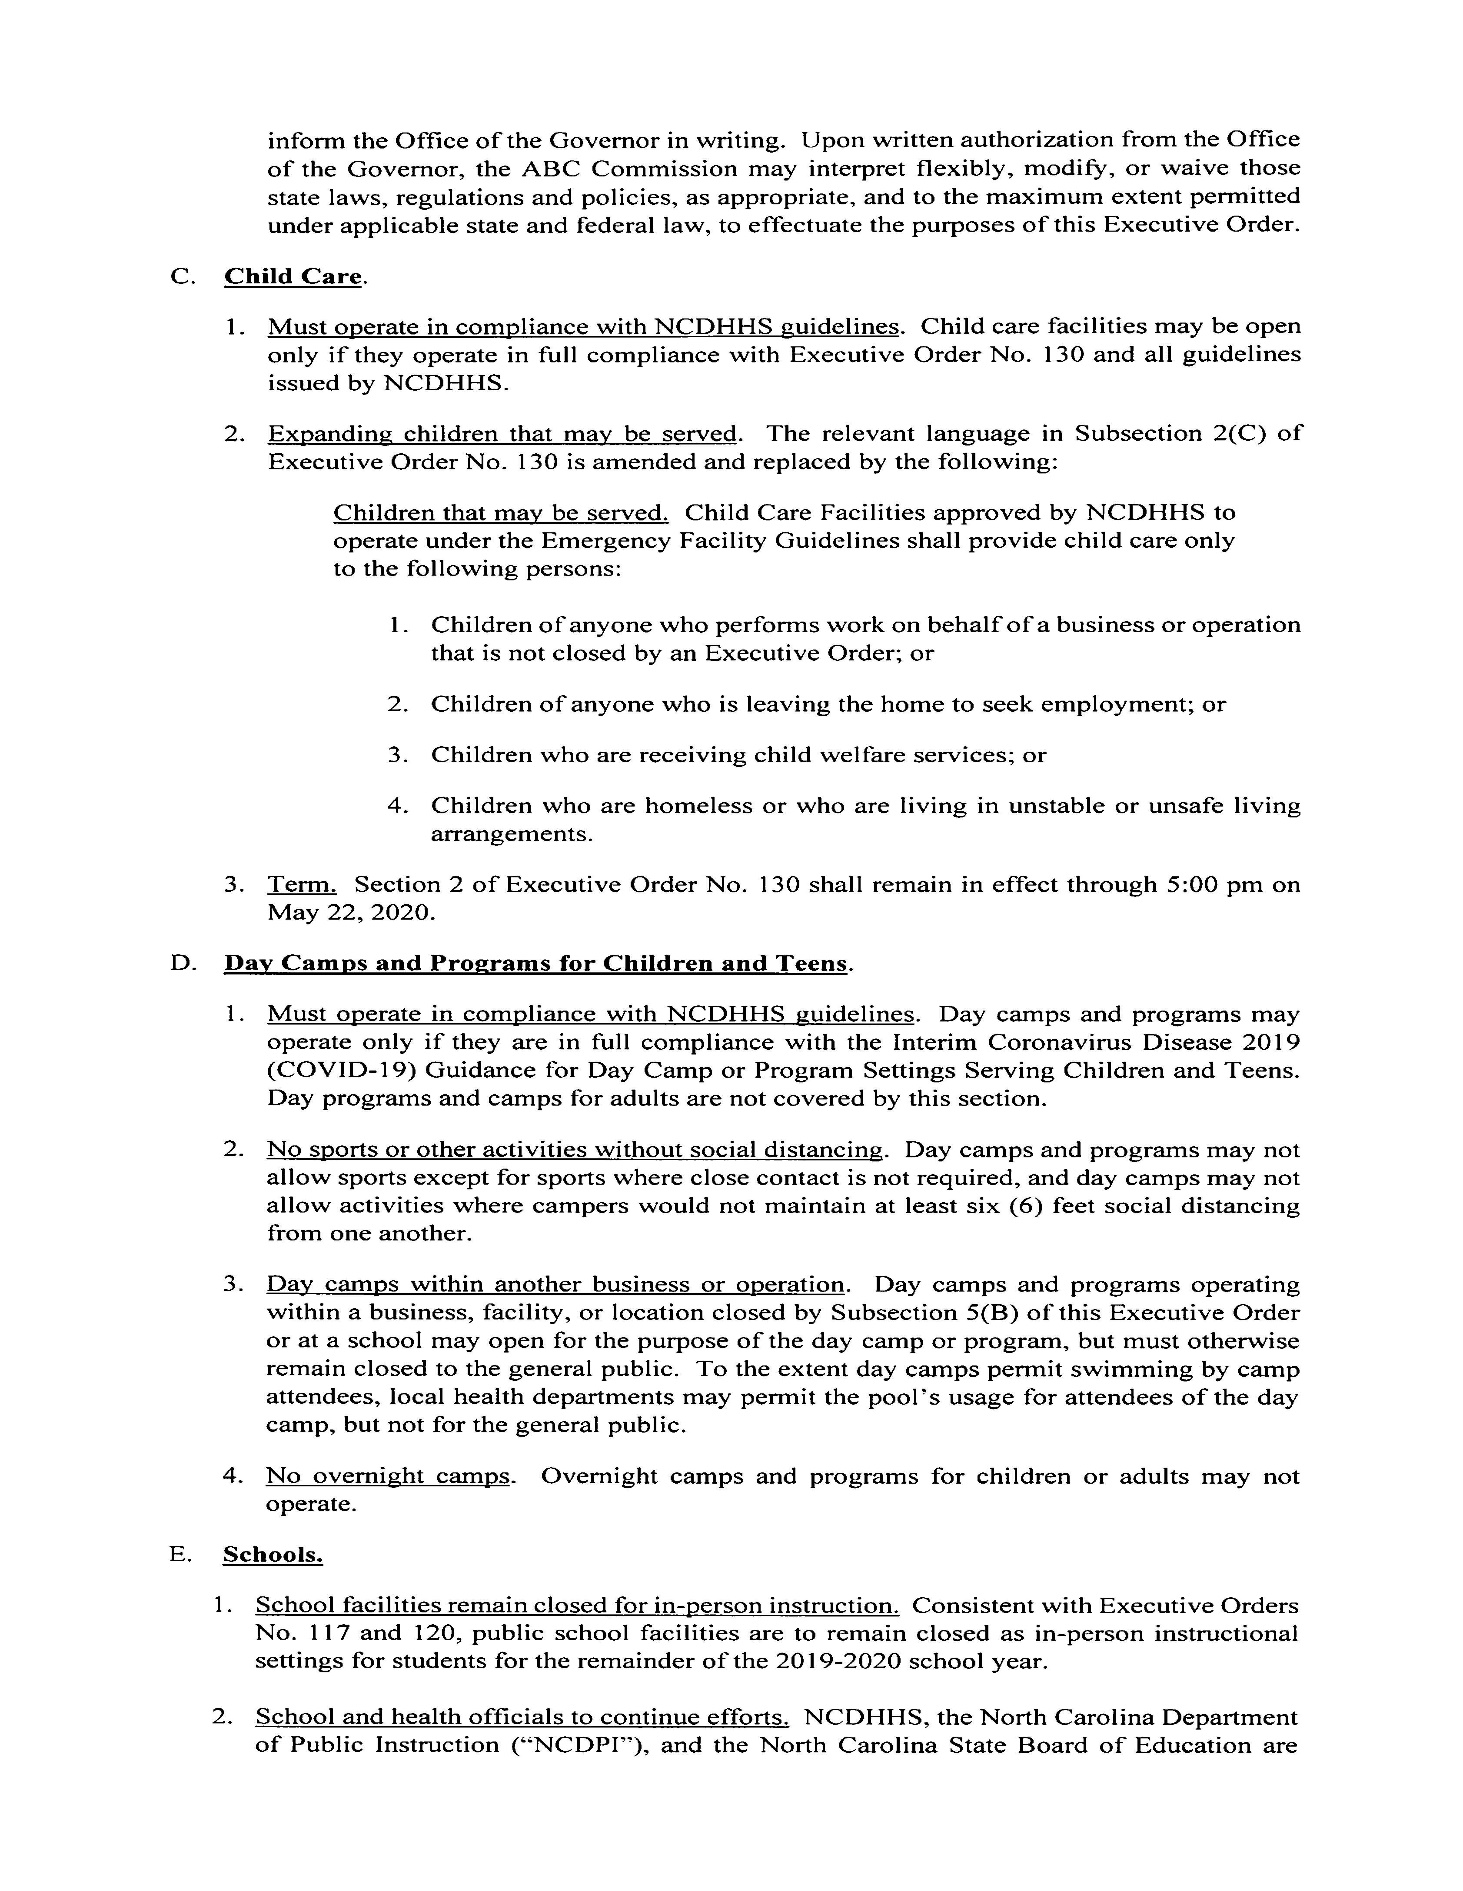 inform the Office of the Governor in writing. Upon written authorization from the Office
of the Governor, the ABC Commission may interpret flexibly, modify, or waive those
state laws, regulations and policies, as appropriate, and to the maximum extent permitted
under applicable state and federal law, to effectuate the purposes of this Executive Order.
C. Child Care.
1. Must operate in compliance with NCDHHS guidelines. Child care facilities may be open
only if they operate in full compliance with Executive Order No. 130 and all guidelines
issued by NCDHHS.
2. Expanding children that may be served. The relevant language in Subsection 2(C) of
Executive Order No. 130 is amended and replaced by the following:
Children that may be served. Child Care Facilities approved by NCDHHS to
operate under the Emergency Facility Guidelines shall provide child care only
to the following persons:
1. Children of anyone who performs work on behalf of a business or operation
that is not closed by an Executive Order; or
2. Children of anyone who is leaving the home to seek employment; or
3. Children who are receiving child welfare services; or
4. Children who are homeless or who are living in unstable or unsafe living
arrangements.
3. Term. Section 2 of Executive Order No. 130 shall remain in effect through 5:00 pm on
May 22, 2020.
D. Day Camps and Programs for Children and Teens.
1. Must operate in compliance with NCDHHS guidelines. Day camps and programs may
operate only if they are in full compliance with the Interim Coronavirus Disease 2019
(COVID-19) Guidance for Day Camp or Program Settings Serving Children and Teens.
Day programs and camps for adults are not covered by this section.
2. No sports or other activities without social distancing. Day camps and programs may not
allow sports except for sports where close contact is not required, and day camps may not
allow activities where campers would not maintain at least six (6) feet social distancing
from one another.
3. Day camps within another business or operation. Day camps and programs operating
within a business, facility, or location closed by Subsection 5(B) of this Executive Order
or at a school may open for the purpose of the day camp or program, but must otherwise
remain closed to the general public. To the extent day camps permit swimming by camp
attendees, local health departments may permit the pool's usage for attendees of the day
camp, but not for the general public.
4. No overnight camps. Overnight camps and programs for children or adults may not
operate.
E. Schools.
1. School facilities remain closed for in-person instruction. Consistent with Executive Orders
No. 117 and 120, public school facilities are to remain closed as in-person instructional
settings for students for the remainder of the 2019-2020 school year.
2. School and health officials to continue efforts. NCDHHS, the North Carolina Department
of Public Instruction (“NCDPI”), and the North Carolina State Board of Education are